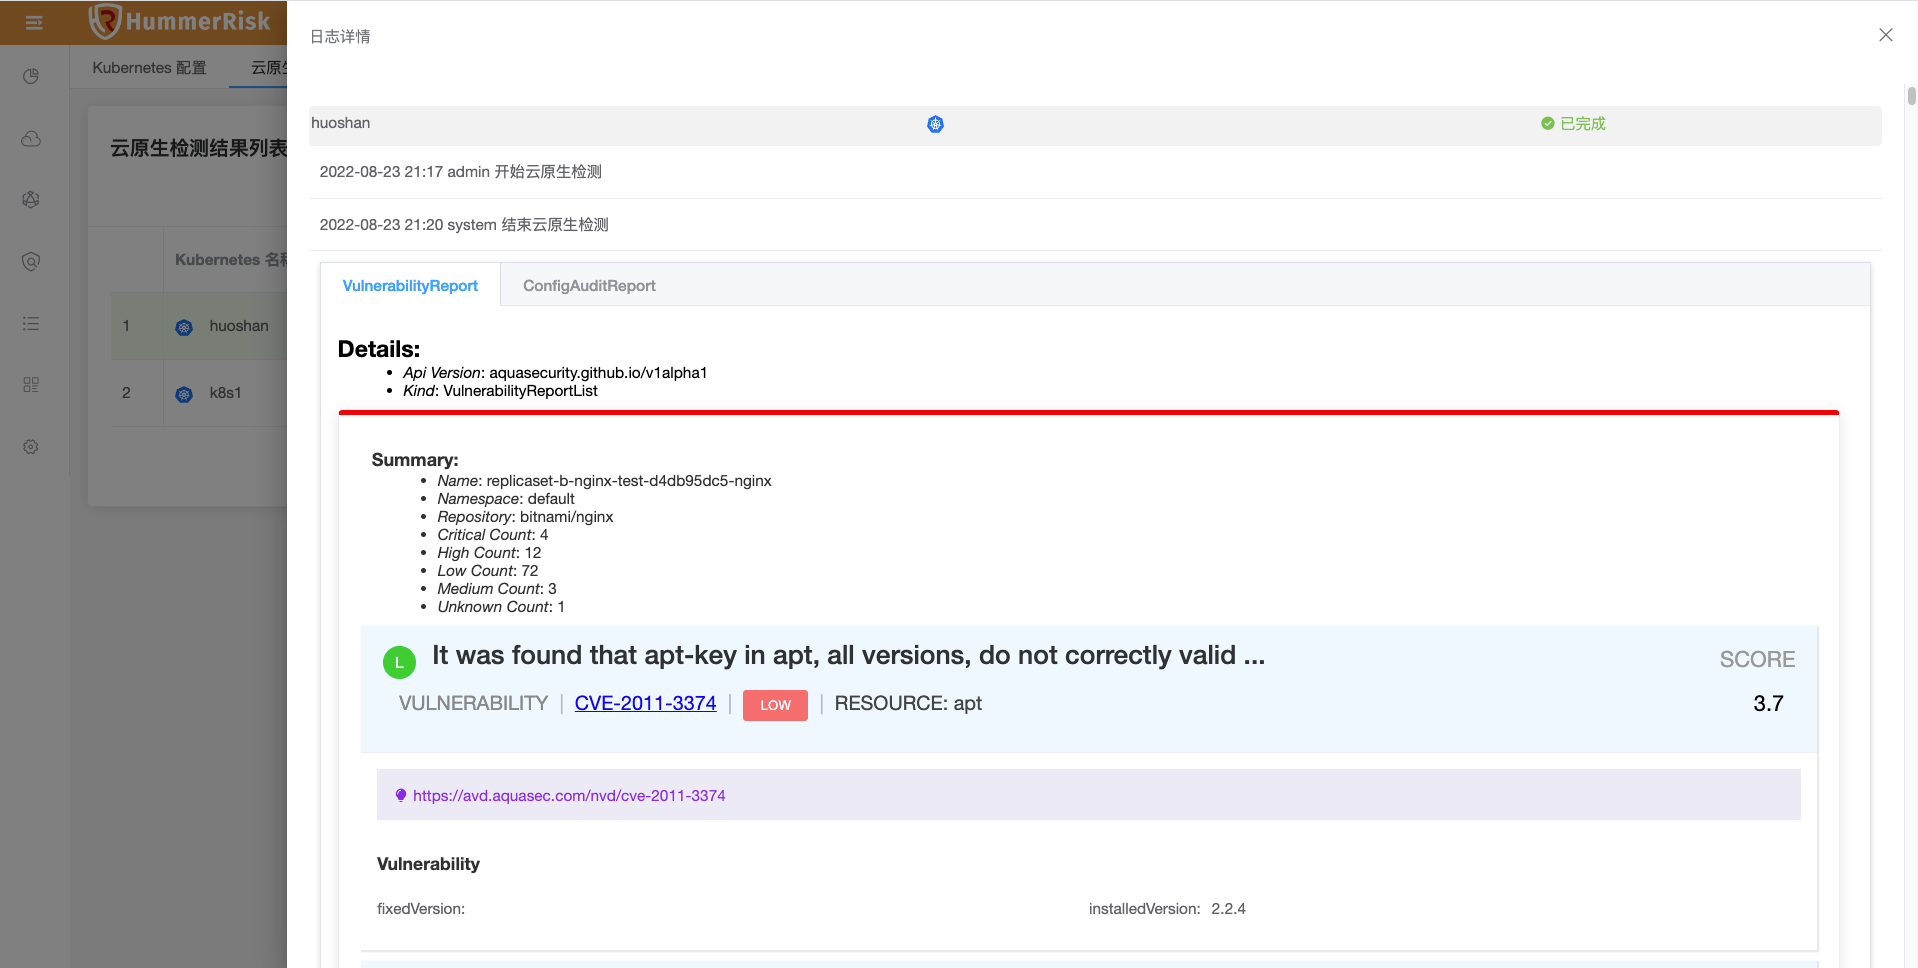 HummerRisk
Kubernetes 配置
云原生检测结果列表
Kubernetes
1
huoshan
2
k8s1
日志详情
huoshan
已完成
2022-08-23 21:17 admin 开始云原生检测
2022-08-23 21:20 system 结束云原生检测
VulnerabilityReport
ConfigAuditReport
Details:
• Api Version: aquasecurity.github.io/v1alpha1
• Kind: VulnerabilityReportList
Summary:
• Name: replicaset-b-nginx-test-d4db95dc5-nginx
• Namespace: default
• Repository: bitnami/nginx
• Critical Count: 4
• High Count: 12
• Low Count: 72
• Medium Count: 3
• Unknown Count: 1
L It was found that apt-key in apt, all versions, do not correctly valid ... SCORE
VULNERABILITY | CVE-2011-3374 | LOW | RESOURCE: apt 3.7
https://avd.aquasec.com/nvd/cve-2011-3374
Vulnerability
fixedVersion: installedVersion: 2.2.4